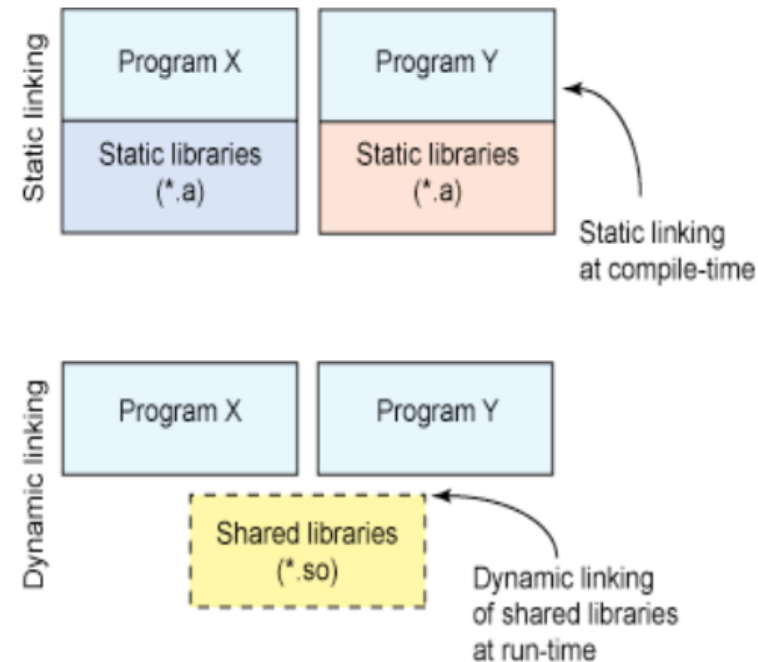 Static linking
Program X
Program Y
Static libraries
(*.a)
Static libraries
(*.a)
Static linking
at compile-time
Dynamic linking
Program X
Program Y
Shared libraries
(*.so)
Dynamic linking
of shared libraries
at run-time